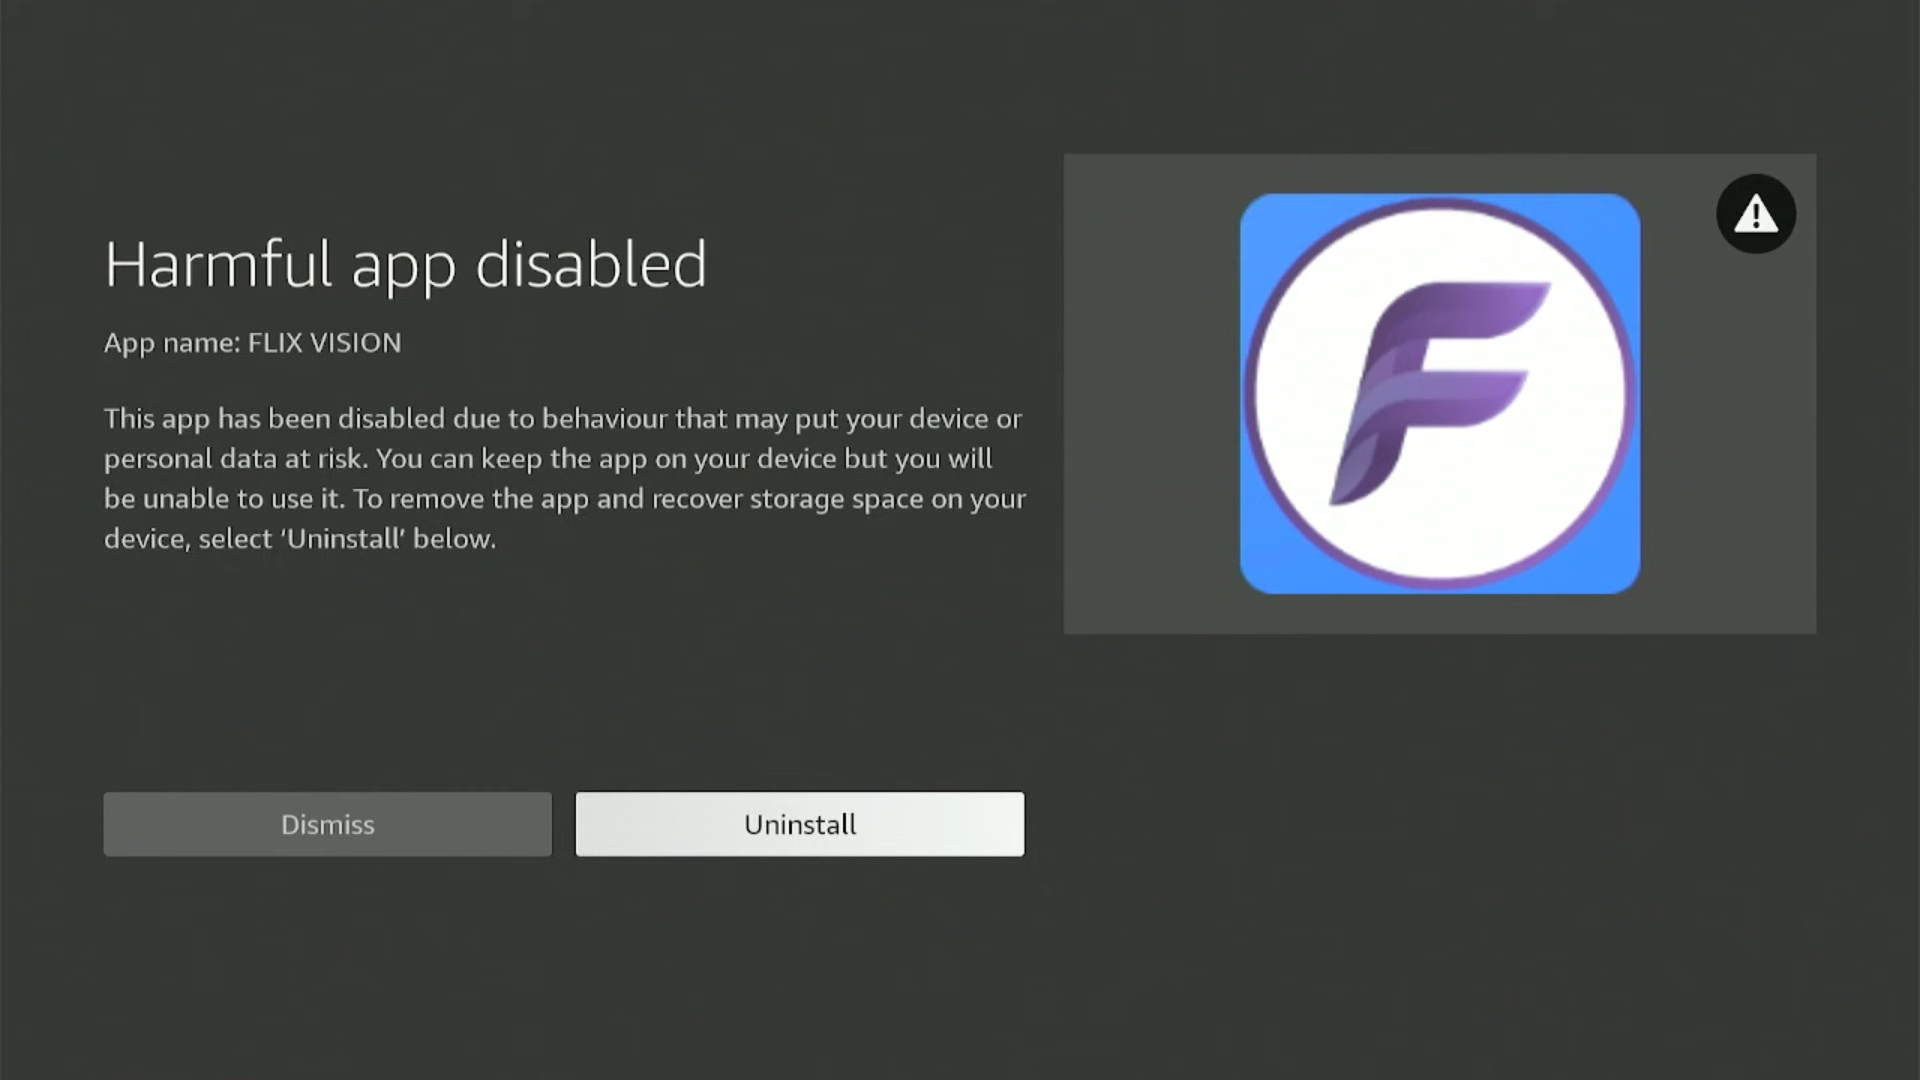 Harmful app disabled
App name: FLIX VISION
This app has been disabled due to behaviour that may put your device or
personal data at risk. You can keep the app on your device but you will
be unable to use it. To remove the app and recover storage space on your
device, select ‘Uninstall’ below.
Dismiss
Uninstall